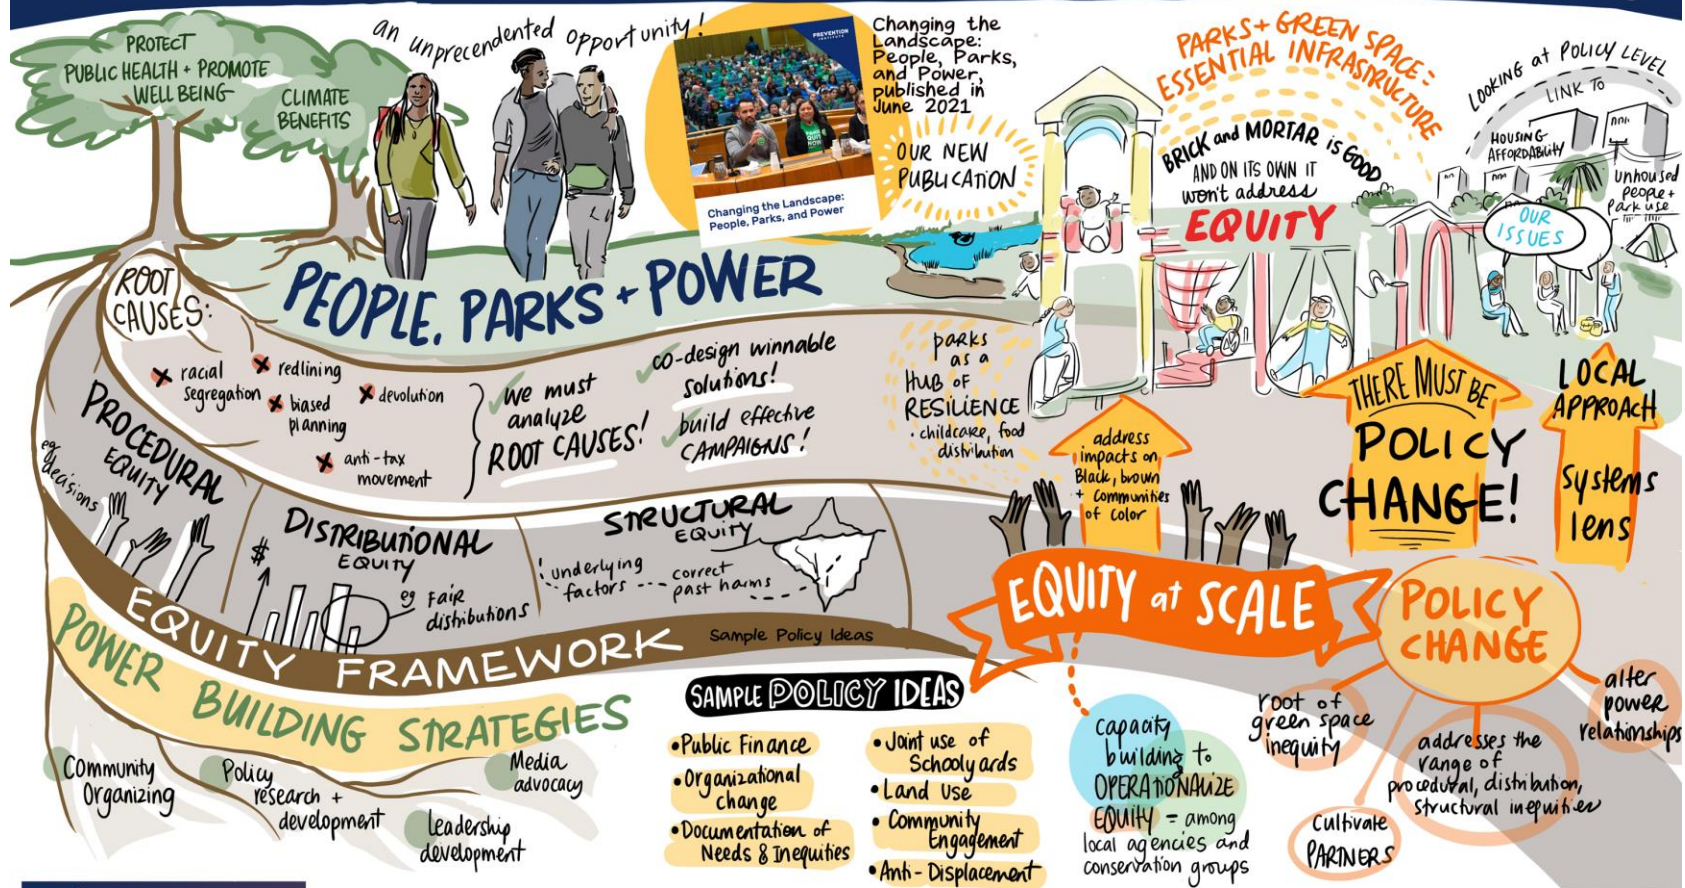 PROTECT
PUBLIC HEALTH + PROMOTE
WELL BEING
CLIMATE
BENEFITS
an unprecendented opportunity!
PREVENTION
INSTITUTE
Changing the Landscape:
People, Parks, and Power
Changing the
Landscape:
People, Parks,
and Power,
published in
June 2021
OUR NEW
PUBLICATION
PARKS + GREEN SPACE =
ESSENTIAL INFRASTRUCTURE
BRICK and MORTAR is GOOD
AND ON ITS OWN IT
won't address
EQUITY
LOOKING at POLICY LEVEL
LINK TO
HOUSING
AFFORDABILITY
unhoused
people +
park use
OUR
ISSUES
PEOPLE, PARKS + POWER
ROOT
CAUSES:
racial
segregation
redlining
biased
planning
devolution
anti-tax
movement
we must
analyze
ROOT CAUSES!
co-design winnable
solutions!
build effective
CAMPAIGNS!
parks
as a
HUB OF
RESILIENCE
• childcare, food
distribution
address
impacts on
Black, brown
+ communities
of color
THERE MUST BE
POLICY
CHANGE!
LOCAL
APPROACH
systems
lens
PROCEDURAL
EQUITY
eg decisions
DISTRIBUTIONAL
EQUITY
$
eg FAIR
distributions
STRUCTURAL
EQUITY
underlying
factors
correct
past harms
EQUITY FRAMEWORK
Sample Policy Ideas
POWER BUILDING STRATEGIES
Community
Organizing
Policy
research +
development
Leadership
development
Media
advocacy
SAMPLE POLICY IDEAS
• Public Finance
• Organizational
change
• Documentation of
Needs & Inequities
• Joint use of
Schoolyards
• Land Use
• Community
Engagement
• Anti-Displacement
EQUITY at SCALE
capacity
building to
OPERATIONALIZE
EQUITY = among
local agencies and
conservation groups
POLICY
CHANGE
root of
green space
inequity
Cultivate
PARTNERS
addresses the
range of
procedural, distribution,
structural inequities
alter
power
relationships